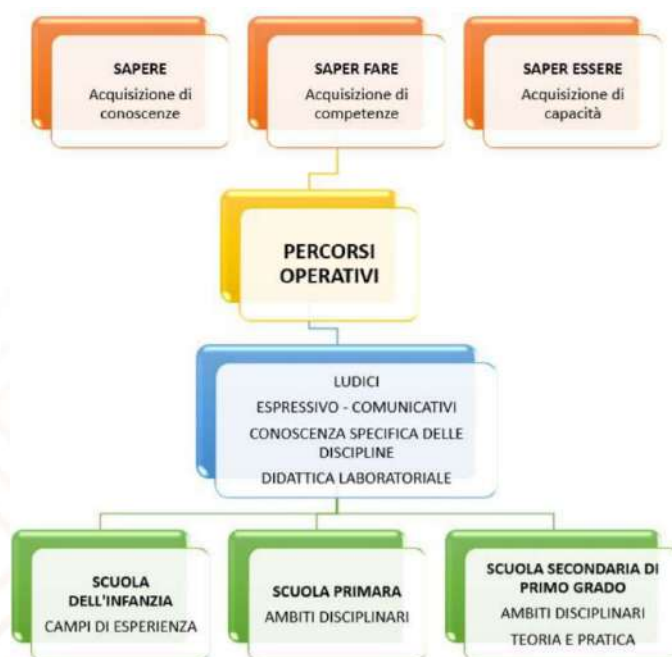 SAPERE
Acquisizione di
conoscenze
SAPER FARE
Acquisizione di
competenze
SAPER ESSERE
Acquisizione di
capacità
PERCORSI
OPERATIVI
LUDICI
ESPRESSIVO - COMUNICATIVI
CONOSCENZA SPECIFICA DELLE
DISCIPLINE
DIDATTICA LABORATORIALE
SCUOLA
DELL'INFANZIA
CAMPI DI ESPERIENZA
SCUOLA PRIMARA
AMBITI DISCIPLINARI
SCUOLA SECONDARIA DI
PRIMO GRADO
AMBITI DISCIPLINARI
TEORIA E PRATICA